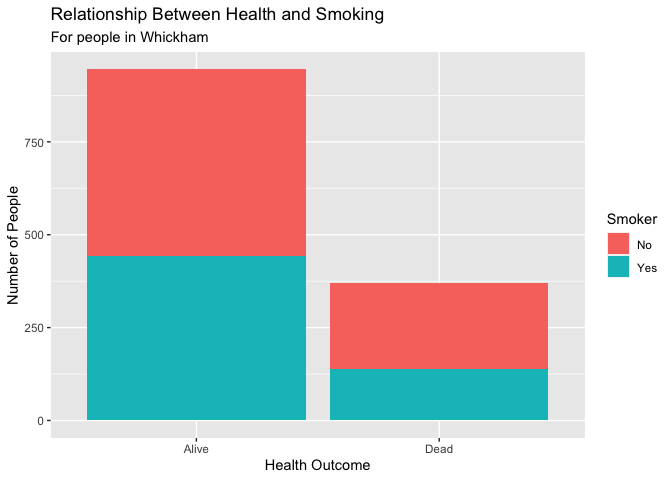 Relationship Between Health and Smoking
For people in Whickham
Number of People
750
500
250
0
Alive
Dead
Health Outcome
Smoker
No
Yes